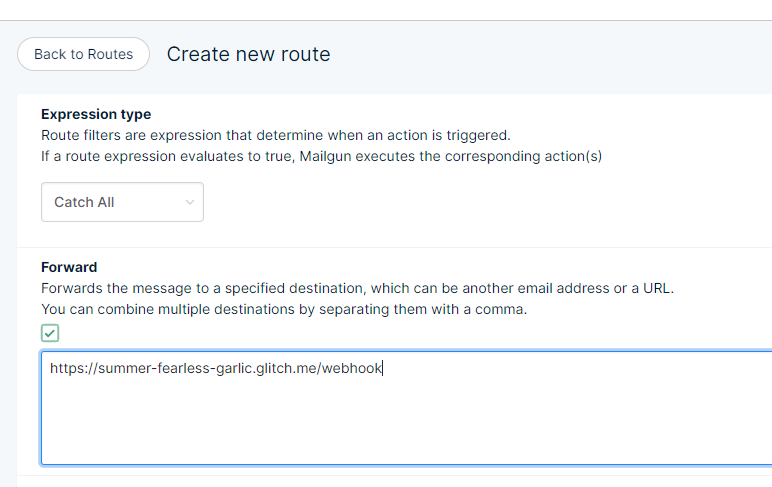 Back to Routes Create new route
Expression type
Route filters are expression that determine when an action is triggered.
If a route expression evaluates to true, Mailgun executes the corresponding action(s)
Catch All
Forward
Forwards the message to a specified destination, which can be another email address or a URL.
You can combine multiple destinations by separating them with a comma.
https://summer-fearless-garlic.glitch.me/webhook